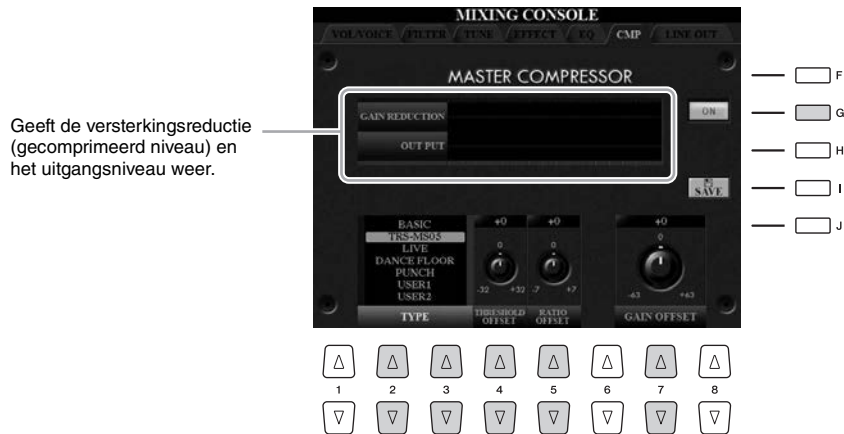 MIXING CONSOLE
VOL/VOICE FILTER TUNE EFFECT EQ CMP LINE OUT
MASTER COMPRESSOR
Geeft de versterkingsreductie
(gecomprimeerd niveau) en
het uitgangsniveau weer.
GAIN REDUCTION
OUT PUT
ON
SAVE
F
G
H
I
J
BASIC
TRS-MS05
LIVE
DANCE FLOOR
PUNCH
USER1
USER2
TYPE
+0
0
-32 +32
THRESHOLD
OFFSET
+0
0
-7 +7
RATIO
OFFSET
+0
0
-63 +63
GAIN OFFSET
1 2 3 4 5 6 7 8